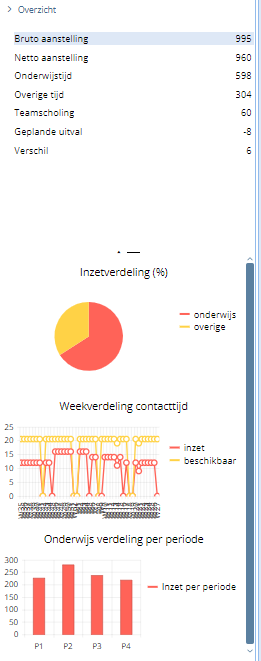 Overzicht
Bruto aanstelling 995
Netto aanstelling 960
Onderwijstijd 598
Overige tijd 304
Teamscholing 60
Geplande uitval -8
Verschil 6
Inzetverdeling (%)
onderwijs
overige
Weekverdeling contacttijd
25
20
15
10
5
0
inzet
beschikbaar
Onderwijs verdeling per periode
300
250
200
150
100
50
0
P1 P2 P3 P4
Inzet per periode